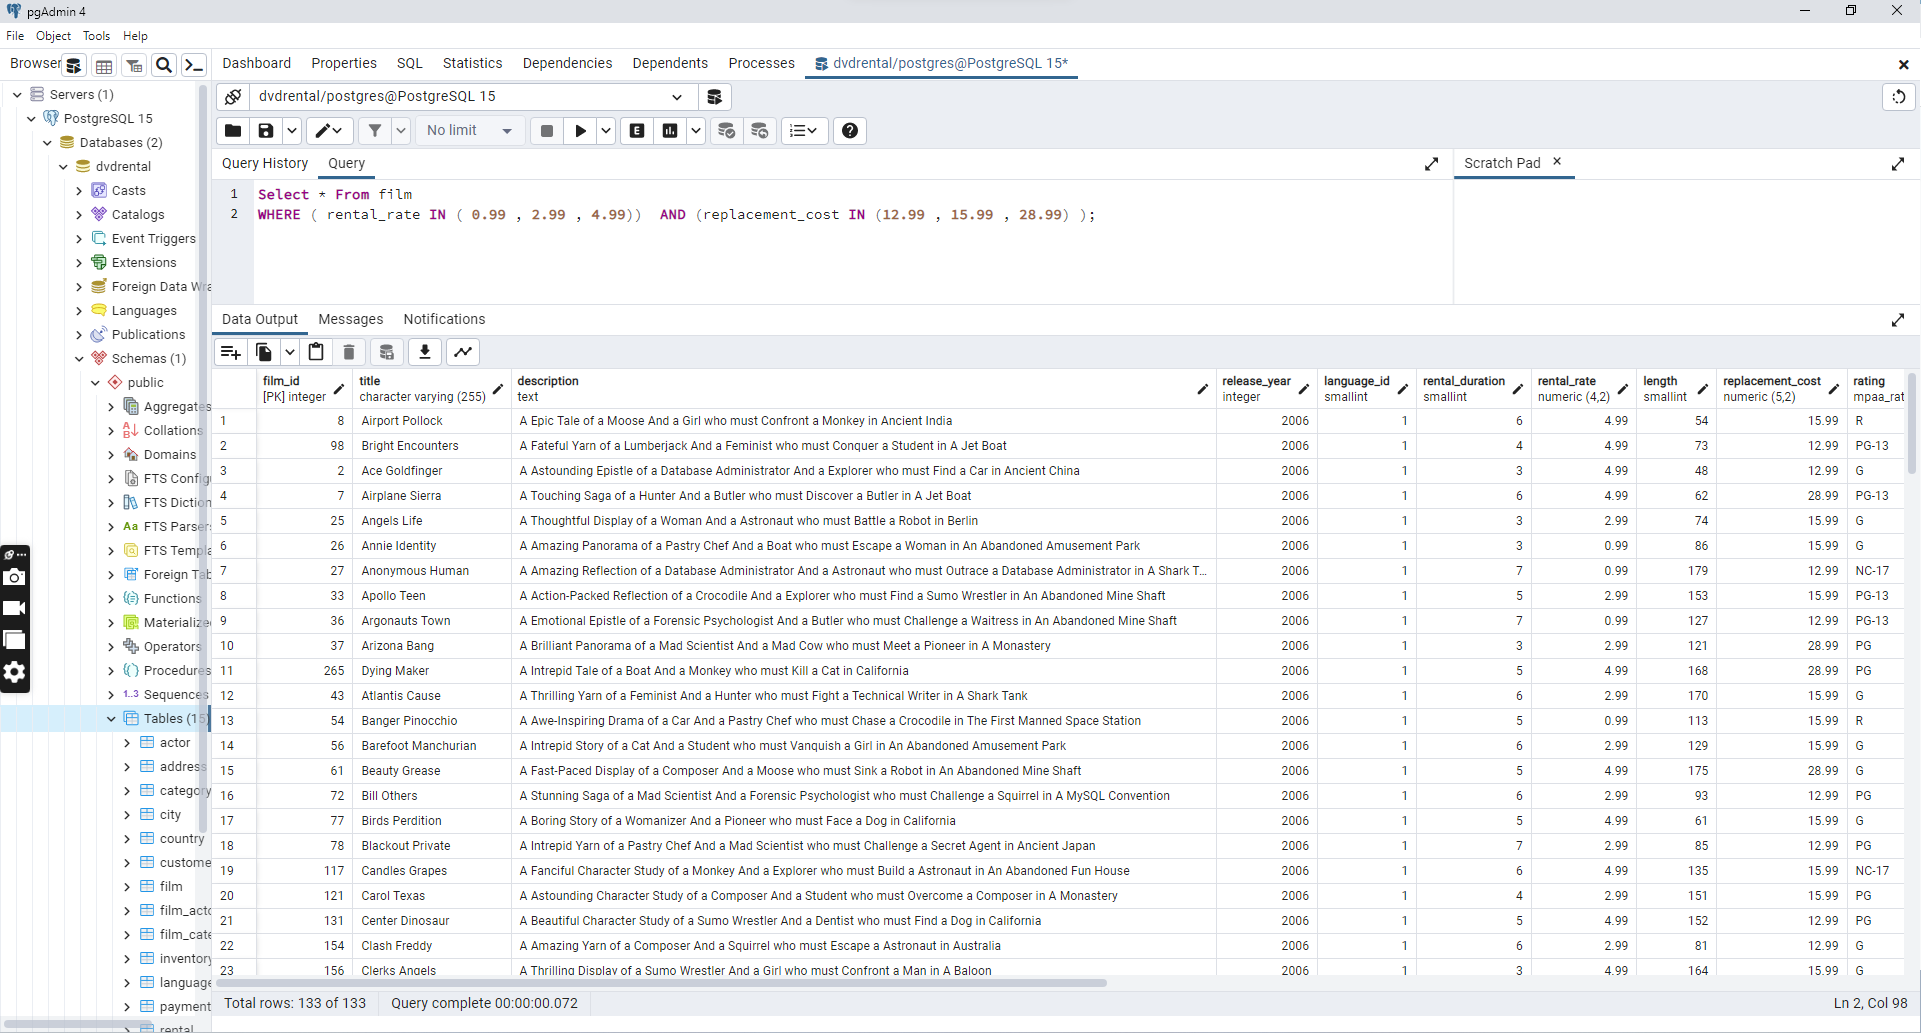 pgAdmin 4
File Object Tools Help
Browser Dashboard Properties SQL Statistics Dependencies Dependents Processes dvdrental/postgres@PostgreSQL 15*
Servers (1)
PostgreSQL 15
Databases (2)
dvdrental
Casts
Catalogs
Event Triggers
Extensions
Foreign Data Wra
Languages
Publications
Schemas (1)
public
Aggregates
Collations
Domains
FTS Config
FTS Diction
Aa FTS Parsers
FTS Templa
Foreign Tab
Functions
Materialize
Operators
Procedures
1..3 Sequences
Tables (15)
actor
address
category
city
country
custome
film
film_acto
film_cate
inventory
language
payment
rental
dvdrental/postgres@PostgreSQL 15
No limit E
Query History Query Scratch Pad
1 Select * From film
2 WHERE ( rental_rate IN ( 0.99 , 2.99 , 4.99))  AND (replacement_cost IN (12.99 , 15.99 , 28.99) );
Data Output Messages Notifications
film_id title description release_year language_id rental_duration rental_rate length replacement_cost rating
[PK] integer character varying (255) text integer smallint smallint numeric (4,2) smallint numeric (5,2) mpaa_rat
1 8 Airport Pollock A Epic Tale of a Moose And a Girl who must Confront a Monkey in Ancient India 2006 1 6 4.99 54 15.99 R
2 98 Bright Encounters A Fateful Yarn of a Lumberjack And a Feminist who must Conquer a Student in A Jet Boat 2006 1 4 4.99 73 12.99 PG-13
3 2 Ace Goldfinger A Astounding Epistle of a Database Administrator And a Explorer who must Find a Car in Ancient China 2006 1 3 4.99 48 12.99 G
4 7 Airplane Sierra A Touching Saga of a Hunter And a Butler who must Discover a Butler in A Jet Boat 2006 1 6 4.99 62 28.99 PG-13
5 25 Angels Life A Thoughtful Display of a Woman And a Astronaut who must Battle a Robot in Berlin 2006 1 3 2.99 74 15.99 G
6 26 Annie Identity A Amazing Panorama of a Pastry Chef And a Boat who must Escape a Woman in An Abandoned Amusement Park 2006 1 3 0.99 86 15.99 G
7 27 Anonymous Human A Amazing Reflection of a Database Administrator And a Astronaut who must Outrace a Database Administrator in A Shark T... 2006 1 7 0.99 179 12.99 NC-17
8 33 Apollo Teen A Action-Packed Reflection of a Crocodile And a Explorer who must Find a Sumo Wrestler in An Abandoned Mine Shaft 2006 1 5 2.99 153 15.99 PG-13
9 36 Argonauts Town A Emotional Epistle of a Forensic Psychologist And a Butler who must Challenge a Waitress in An Abandoned Mine Shaft 2006 1 7 0.99 127 12.99 PG-13
10 37 Arizona Bang A Brilliant Panorama of a Mad Scientist And a Mad Cow who must Meet a Pioneer in A Monastery 2006 1 3 2.99 121 28.99 PG
11 265 Dying Maker A Intrepid Tale of a Boat And a Monkey who must Kill a Cat in California 2006 1 5 4.99 168 28.99 PG
12 43 Atlantis Cause A Thrilling Yarn of a Feminist And a Hunter who must Fight a Technical Writer in A Shark Tank 2006 1 6 2.99 170 15.99 G
13 54 Banger Pinocchio A Awe-Inspiring Drama of a Car And a Pastry Chef who must Chase a Crocodile in The First Manned Space Station 2006 1 5 0.99 113 15.99 R
14 56 Barefoot Manchurian A Intrepid Story of a Cat And a Student who must Vanquish a Girl in An Abandoned Amusement Park 2006 1 6 2.99 129 15.99 G
15 61 Beauty Grease A Fast-Paced Display of a Composer And a Moose who must Sink a Robot in An Abandoned Mine Shaft 2006 1 5 4.99 175 28.99 G
16 72 Bill Others A Stunning Saga of a Mad Scientist And a Forensic Psychologist who must Challenge a Squirrel in A MySQL Convention 2006 1 6 2.99 93 12.99 PG
17 77 Birds Perdition A Boring Story of a Womanizer And a Pioneer who must Face a Dog in California 2006 1 5 4.99 61 15.99 G
18 78 Blackout Private A Intrepid Yarn of a Pastry Chef And a Mad Scientist who must Challenge a Secret Agent in Ancient Japan 2006 1 7 2.99 85 12.99 PG
19 117 Candles Grapes A Fanciful Character Study of a Monkey And a Explorer who must Build a Astronaut in An Abandoned Fun House 2006 1 6 4.99 135 15.99 NC-17
20 121 Carol Texas A Astounding Character Study of a Composer And a Student who must Overcome a Composer in A Monastery 2006 1 4 2.99 151 15.99 PG
21 131 Center Dinosaur A Beautiful Character Study of a Sumo Wrestler And a Dentist who must Find a Dog in California 2006 1 5 4.99 152 12.99 PG
22 154 Clash Freddy A Amazing Yarn of a Composer And a Squirrel who must Escape a Astronaut in Australia 2006 1 6 2.99 81 12.99 G
23 156 Clerks Angels A Thrilling Display of a Sumo Wrestler And a Girl who must Confront a Man in A Baloon 2006 1 3 4.99 164 15.99 G
Total rows: 133 of 133 Query complete 00:00:00.072 Ln 2, Col 98